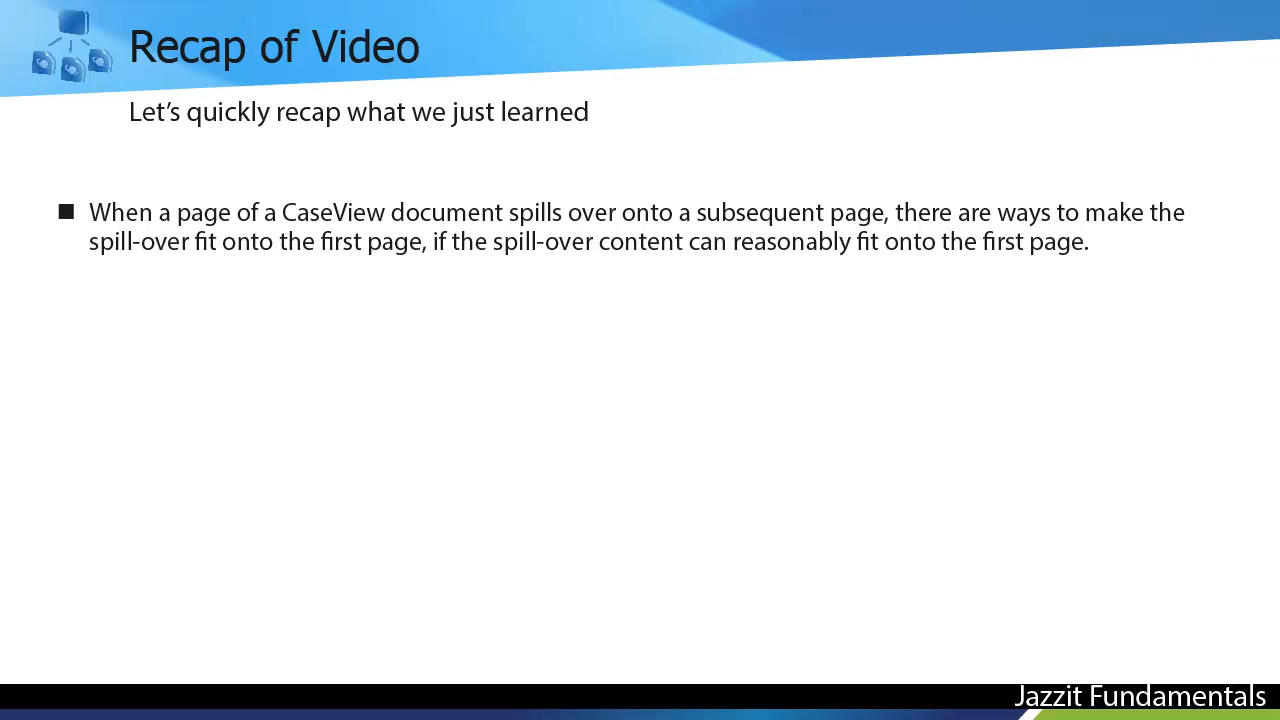 Recap of Video
Let’s quickly recap what we just learned
■ When a page of a CaseView document spills over onto a subsequent page, there are ways to make the
spill-over fit onto the first page, if the spill-over content can reasonably fit onto the first page.
Jazzit Fundamentals